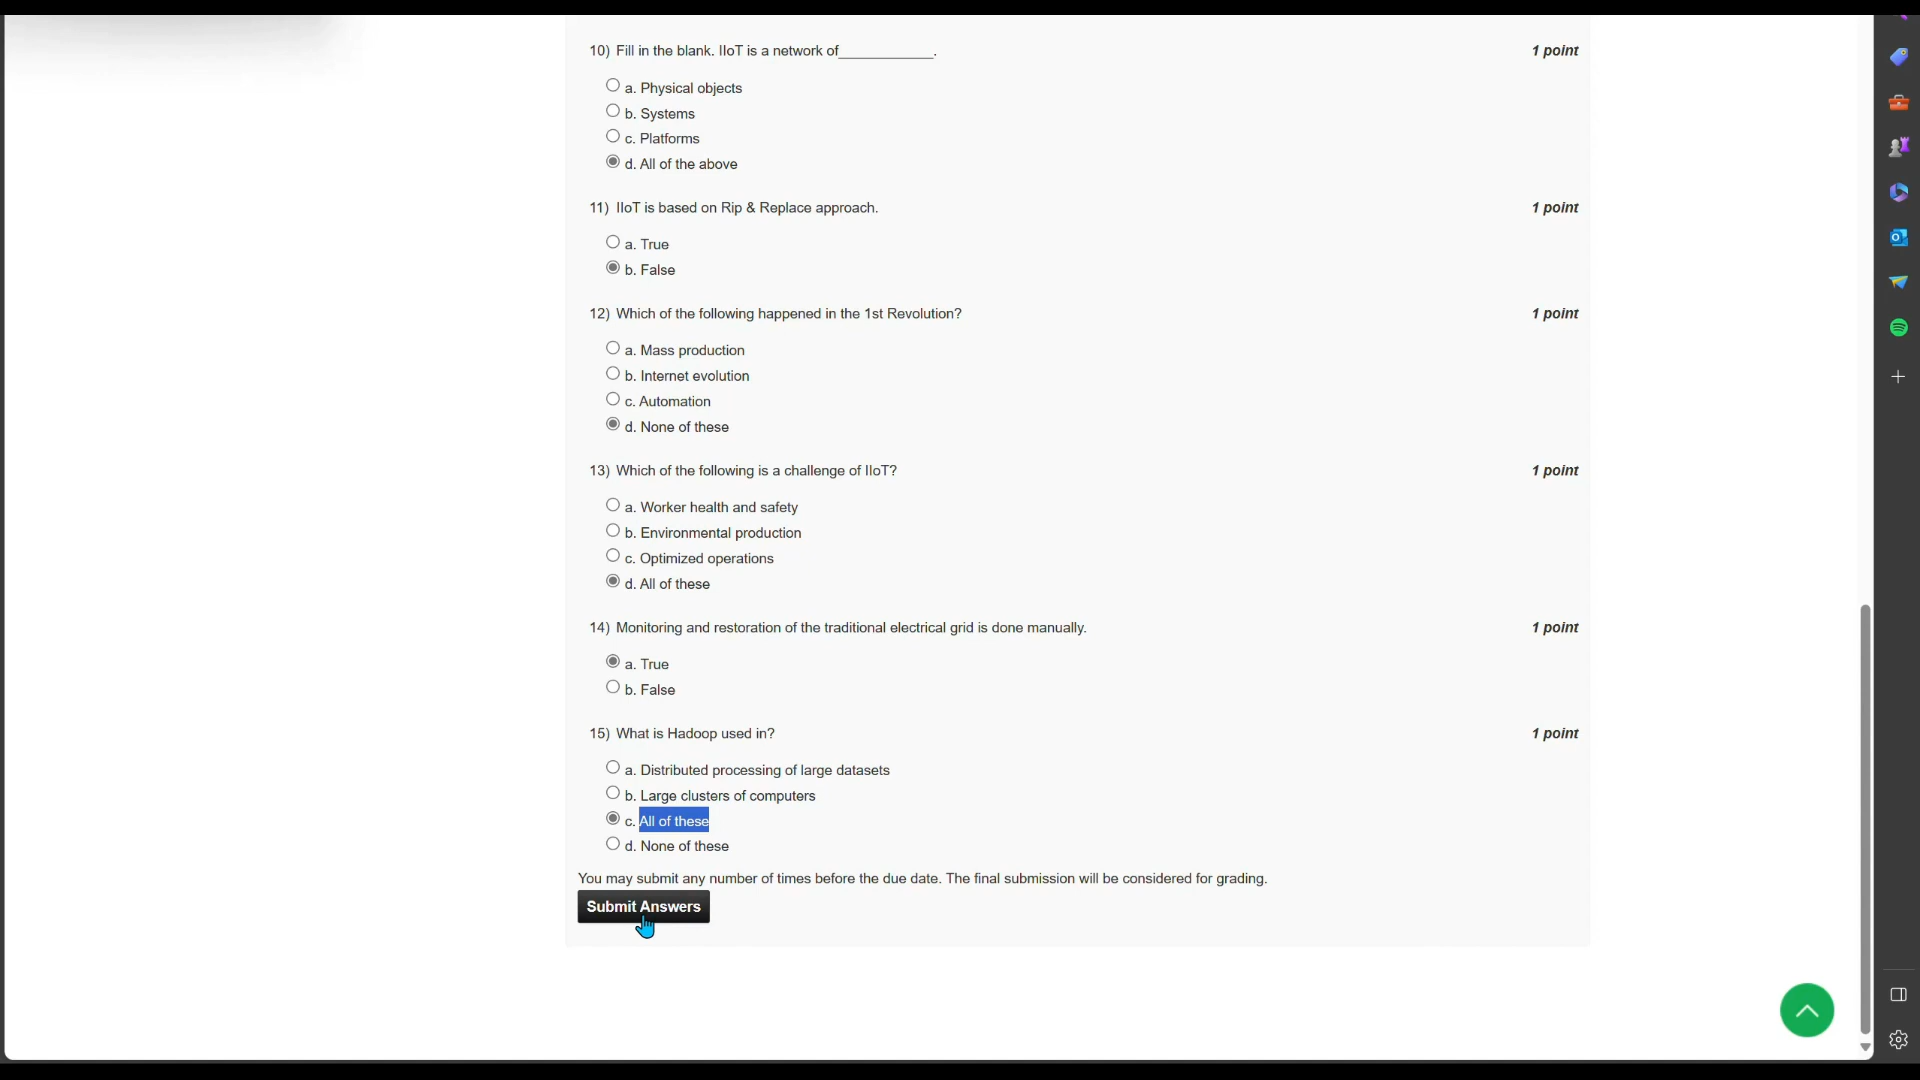 10) Fill in the blank. IIoT is a network of____________. 1 point
a. Physical objects
b. Systems
c. Platforms
d. All of the above
11) IIoT is based on Rip & Replace approach. 1 point
a. True
b. False
12) Which of the following happened in the 1st Revolution? 1 point
a. Mass production
b. Internet evolution
c. Automation
d. None of these
13) Which of the following is a challenge of IIoT? 1 point
a. Worker health and safety
b. Environmental production
c. Optimized operations
d. All of these
14) Monitoring and restoration of the traditional electrical grid is done manually. 1 point
a. True
b. False
15) What is Hadoop used in? 1 point
a. Distributed processing of large datasets
b. Large clusters of computers
c. All of these
d. None of these
You may submit any number of times before the due date. The final submission will be considered for grading.
Submit Answers